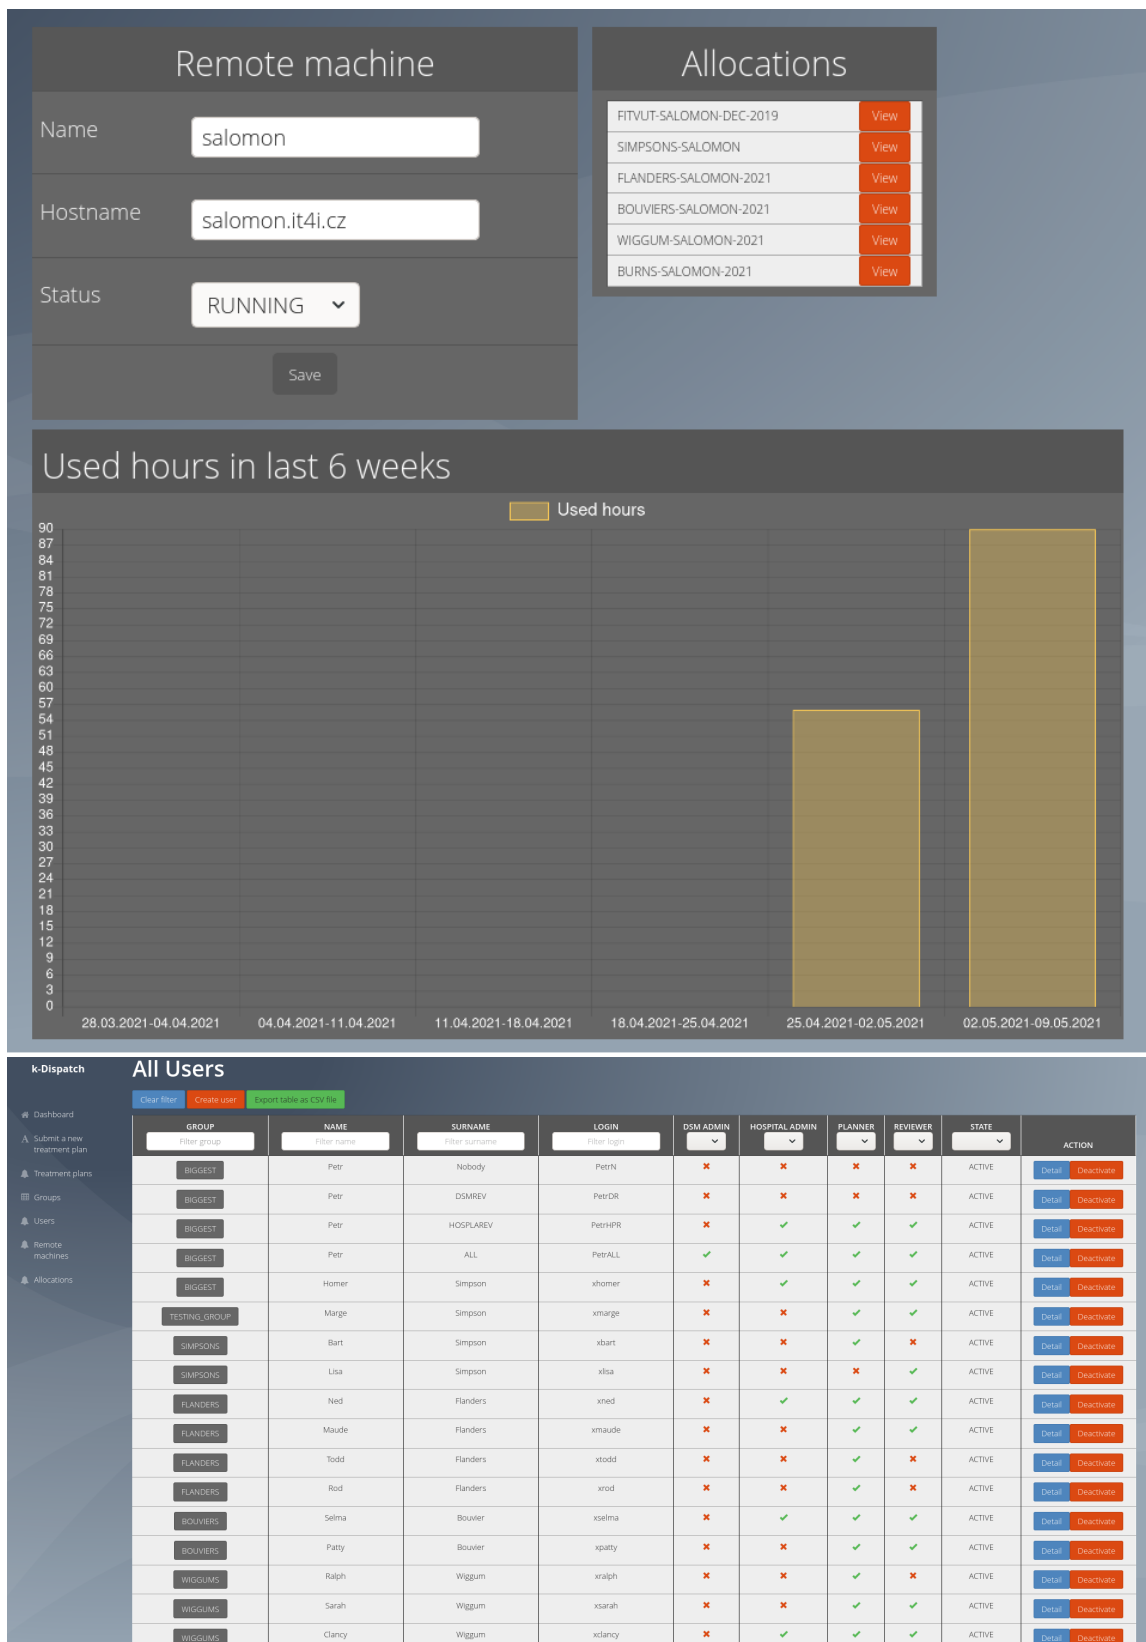 Remote machine
Name
salomon
Hostname
salomon.it4i.cz
Status
RUNNING
Save
Allocations
FITVUT-SALOMON-DEC-2019 View
SIMPSONS-SALOMON View
FLANDERS-SALOMON-2021 View
BOUVIERS-SALOMON-2021 View
WIGGUM-SALOMON-2021 View
BURNS-SALOMON-2021 View
Used hours in last 6 weeks
Used hours
90
87
84
81
78
75
72
69
66
63
60
57
54
51
48
45
42
39
36
33
30
27
24
21
18
15
12
9
6
3
0
28.03.2021-04.04.2021 04.04.2021-11.04.2021 11.04.2021-18.04.2021 18.04.2021-25.04.2021 25.04.2021-02.05.2021 02.05.2021-09.05.2021
k-Dispatch
Dashboard
Submit a new
treatment plan
Treatment plans
Groups
Users
Remote
machines
Allocations
All Users
Clear filter Create user Export table as CSV file
GROUP NAME SURNAME LOGIN DSM ADMIN HOSPITAL ADMIN PLANNER REVIEWER STATE ACTION
Filter group Filter name Filter surname Filter login
BIGGEST Petr Nobody PetrN ACTIVE Detail Deactivate
BIGGEST Petr DSMREV PetrDR ACTIVE Detail Deactivate
BIGGEST Petr HOSPLAREV PetrHPR ACTIVE Detail Deactivate
BIGGEST Petr ALL PetrALL ACTIVE Detail Deactivate
BIGGEST Homer Simpson xhomer ACTIVE Detail Deactivate
TESTING_GROUP Marge Simpson xmarge ACTIVE Detail Deactivate
SIMPSONS Bart Simpson xbart ACTIVE Detail Deactivate
SIMPSONS Lisa Simpson xlisa ACTIVE Detail Deactivate
FLANDERS Ned Flanders xned ACTIVE Detail Deactivate
FLANDERS Maude Flanders xmaude ACTIVE Detail Deactivate
FLANDERS Todd Flanders xtodd ACTIVE Detail Deactivate
FLANDERS Rod Flanders xrod ACTIVE Detail Deactivate
BOUVIERS Selma Bouvier xselma ACTIVE Detail Deactivate
BOUVIERS Patty Bouvier xpatty ACTIVE Detail Deactivate
WIGGUMS Ralph Wiggum xralph ACTIVE Detail Deactivate
WIGGUMS Sarah Wiggum xsarah ACTIVE Detail Deactivate
WIGGUMS Clancy Wiggum xclancy ACTIVE Detail Deactivate